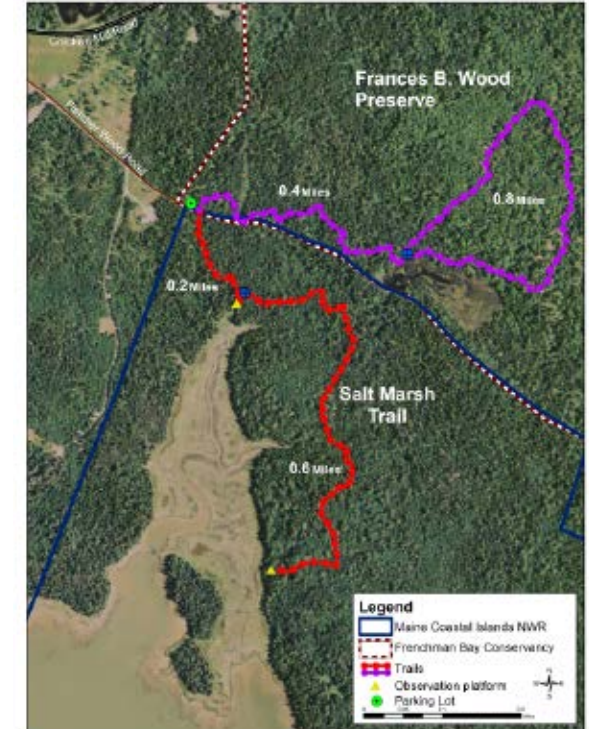 Frances B. Wood
Preserve
0.4 Miles
0.8 Miles
0.2 Miles
Salt Marsh
Trail
0.6 Miles
Legend
Maine Coastal Islands NWR
Frenchman Bay Conservancy
Trails
Observation platform
Parking Lot